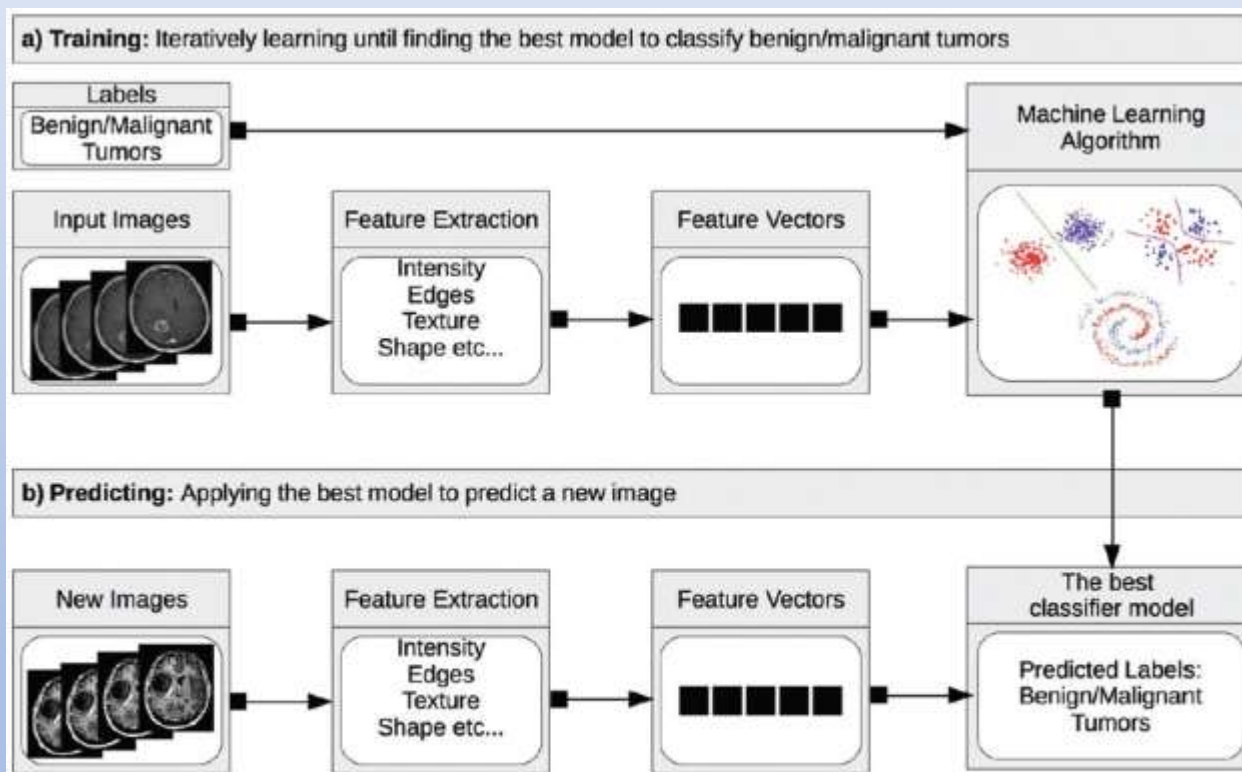 a) Training: Iteratively learning until finding the best model to classify benign/malignant tumors
Labels
Benign/Malignant
Tumors
Machine Learning
Algorithm
Input Images
Feature Extraction
Intensity
Edges
Texture
Shape etc...
Feature Vectors
b) Predicting: Applying the best model to predict a new image
New Images
Feature Extraction
Intensity
Edges
Texture
Shape etc...
Feature Vectors
The best
classifier model
Predicted Labels:
Benign/Malignant
Tumors